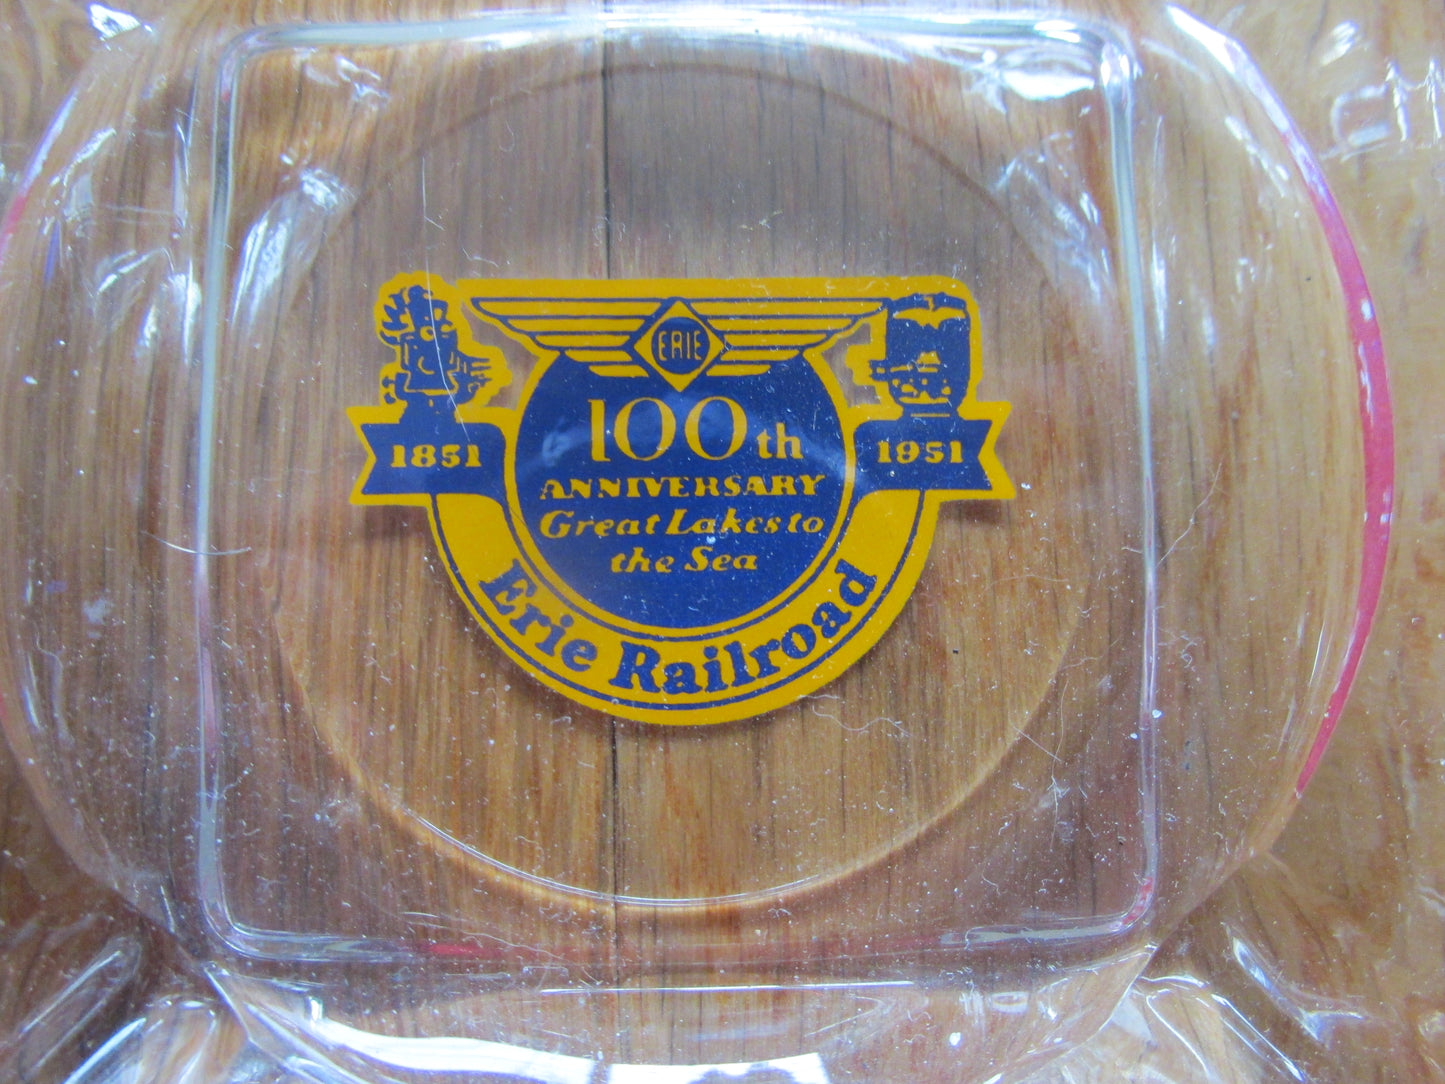 ERIE
1851
100th
ANNIVERSARY
Great Lakes to
the Sea
1951
Erie Railroad